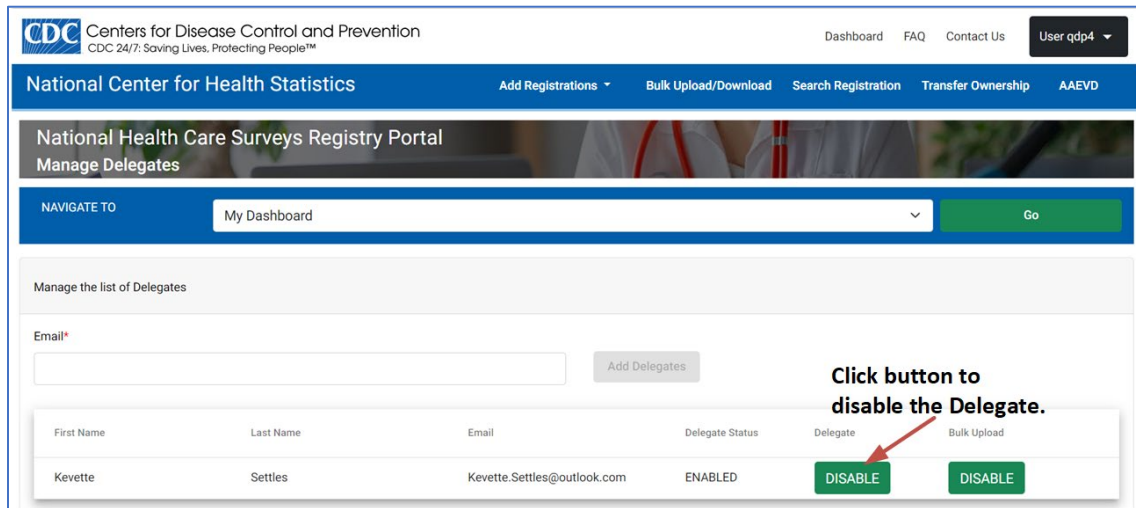 CDC Centers for Disease Control and Prevention
CDC 24/7: Saving Lives, Protecting People™
Dashboard FAQ Contact Us User qdp4
National Center for Health Statistics Add Registrations Bulk Upload/Download Search Registration Transfer Ownership AAEVD
National Health Care Surveys Registry Portal
Manage Delegates
NAVIGATE TO My Dashboard Go
Manage the list of Delegates
Email*
Add Delegates
Click button to
disable the Delegate.
First Name Last Name Email Delegate Status Delegate Bulk Upload
Kevette Settles Kevette.Settles@outlook.com ENABLED DISABLE DISABLE